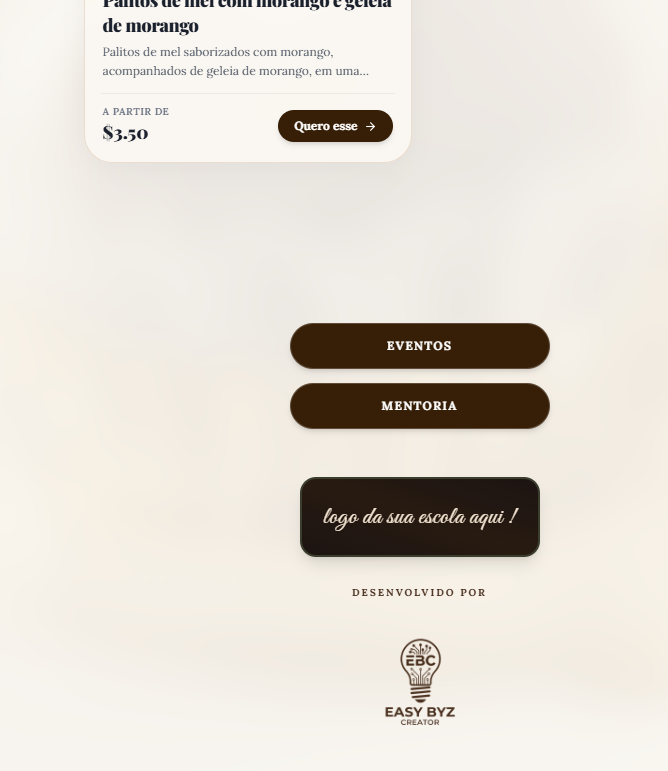 Palitos de mel com morango e geleia
de morango
Palitos de mel saborizados com morango,
acompanhados de geleia de morango, em uma...
A PARTIR DE
$3.50
Quero esse →
EVENTOS
MENTORIA
logo da sua escola aqui !
DESENVOLVIDO POR
EBC
EASY BYZ
CREATOR